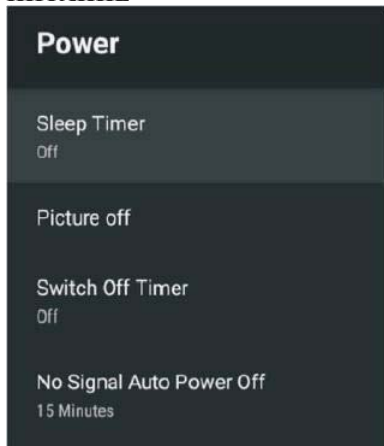 Power
Sleep Timer
Off
Picture off
Switch Off Timer
Off
No Signal Auto Power Off
15 Minutes